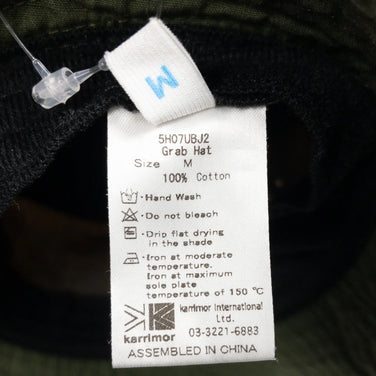 M
5H07UBJ2
Grab Hat
Size M
100% Cotton
· Hand Wash
· Do not bleach
· Drip flat drying
in the shade
· Iron at moderate
temperature.
Iron at maximum
sole plate
temperature of 150 °C
karrimor International
Ltd.
03-3221-6883
karrimor
ASSEMBLED IN CHINA